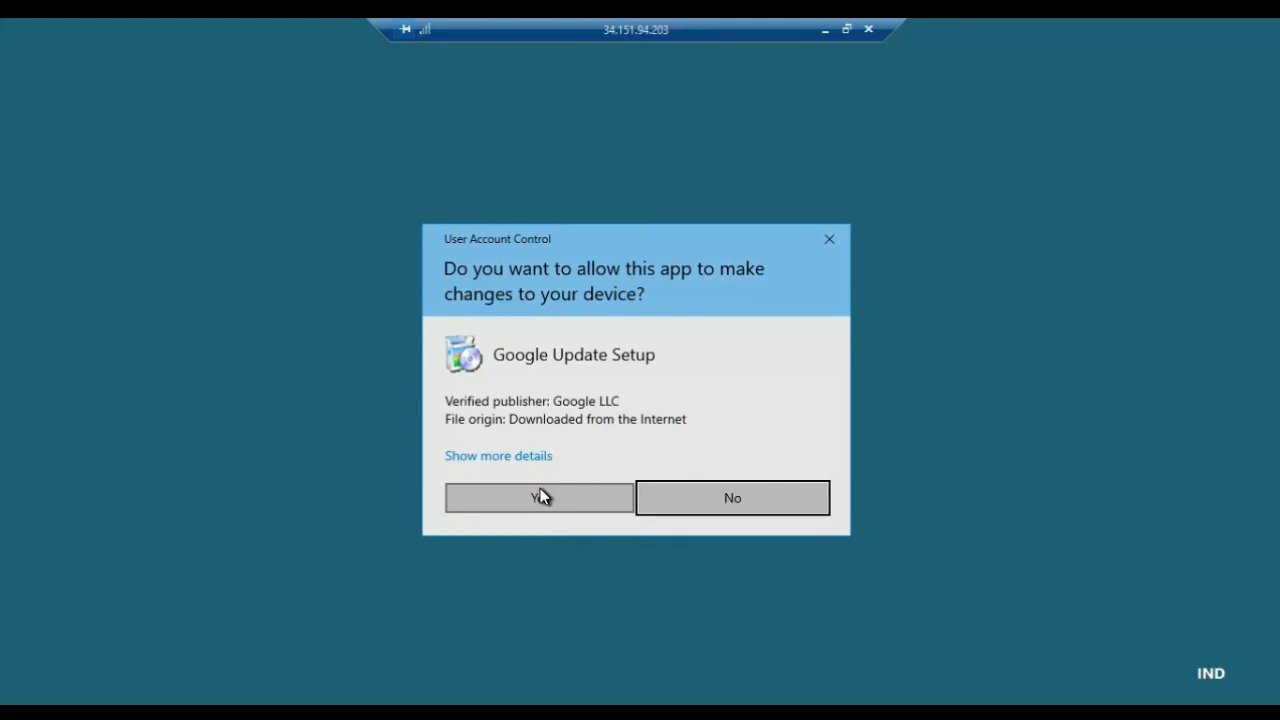 34.151.94.203
User Account Control
Do you want to allow this app to make
changes to your device?
Google Update Setup
Verified publisher: Google LLC
File origin: Downloaded from the Internet
Show more details
No
IND